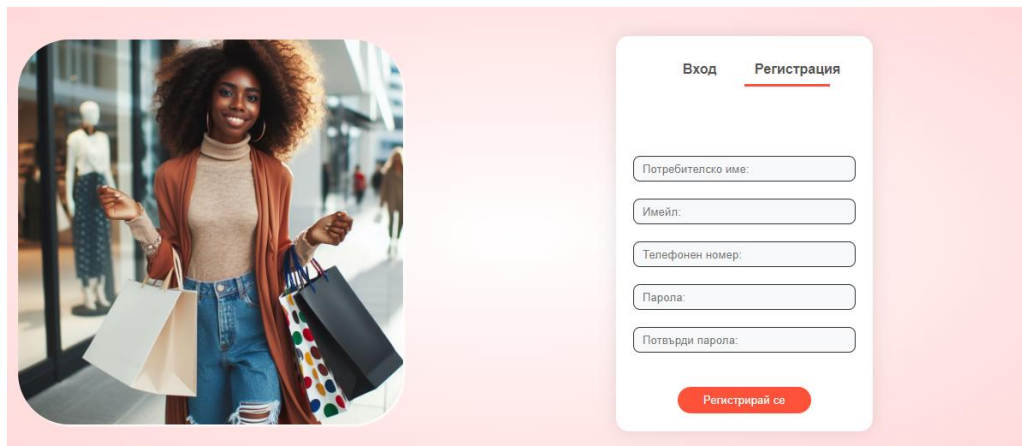 Вход Регистрация
Потребителско име:
Имейл:
Телефонен номер:
Парола:
Потвърди парола:
Регистрирай се